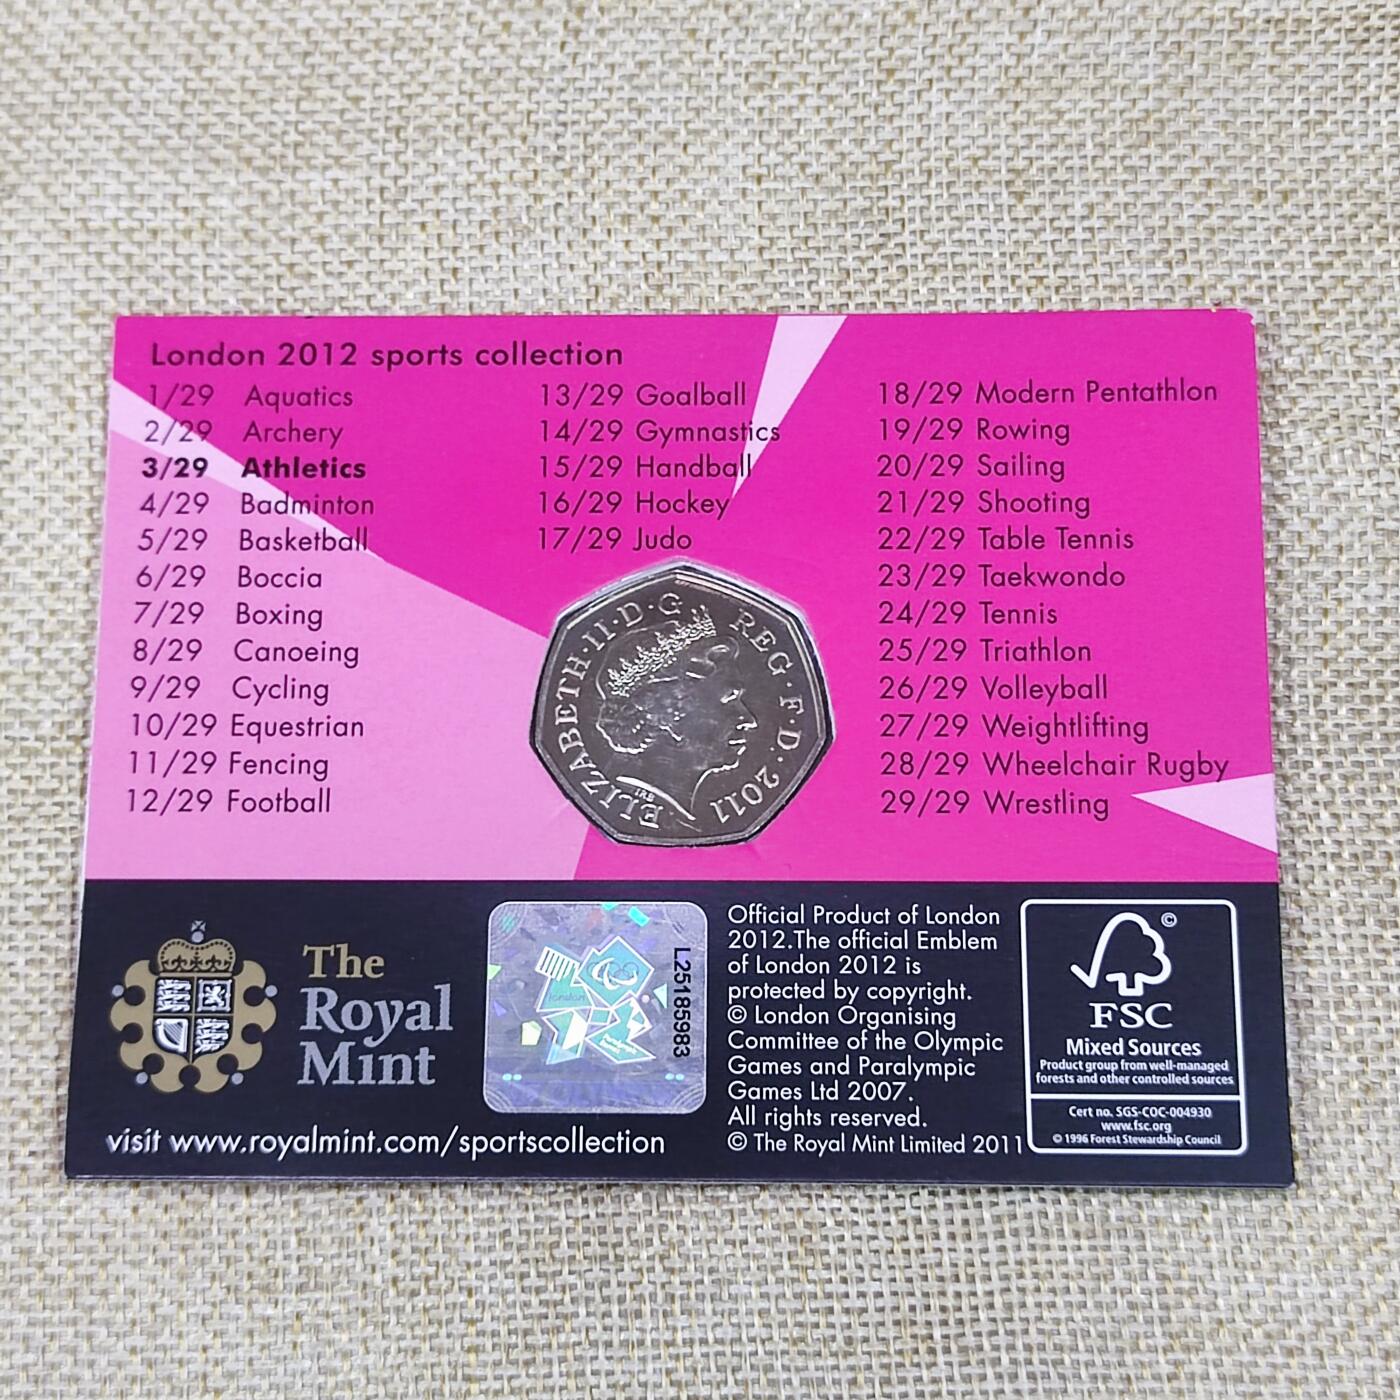 London 2012 sports collection
1/29 Aquatics
2/29 Archery
3/29 Athletics
4/29 Badminton
5/29 Basketball
6/29 Boccia
7/29 Boxing
8/29 Canoeing
9/29 Cycling
10/29 Equestrian
11/29 Fencing
12/29 Football
13/29 Goalball
14/29 Gymnastics
15/29 Handball
16/29 Hockey
17/29 Judo
18/29 Modern Pentathlon
19/29 Rowing
20/29 Sailing
21/29 Shooting
22/29 Table Tennis
23/29 Taekwondo
24/29 Tennis
25/29 Triathlon
26/29 Volleyball
27/29 Weightlifting
28/29 Wheelchair Rugby
29/29 Wrestling
ELIZABETH·II·D·G REG·F·D·2011
IRB
The
Royal
Mint
visit www.royalmint.com/sportscollection
london
L25185983
Official Product of London
2012.The official Emblem
of London 2012 is
protected by copyright.
© London Organising
Committee of the Olympic
Games and Paralympic
Games Ltd 2007.
All rights reserved.
© The Royal Mint Limited 2011
©
FSC
Mixed Sources
Product group from well-managed
forests and other controlled sources
Cert no. SGS-COC-004930
www.fsc.org
© 1996 Forest Stewardship Council